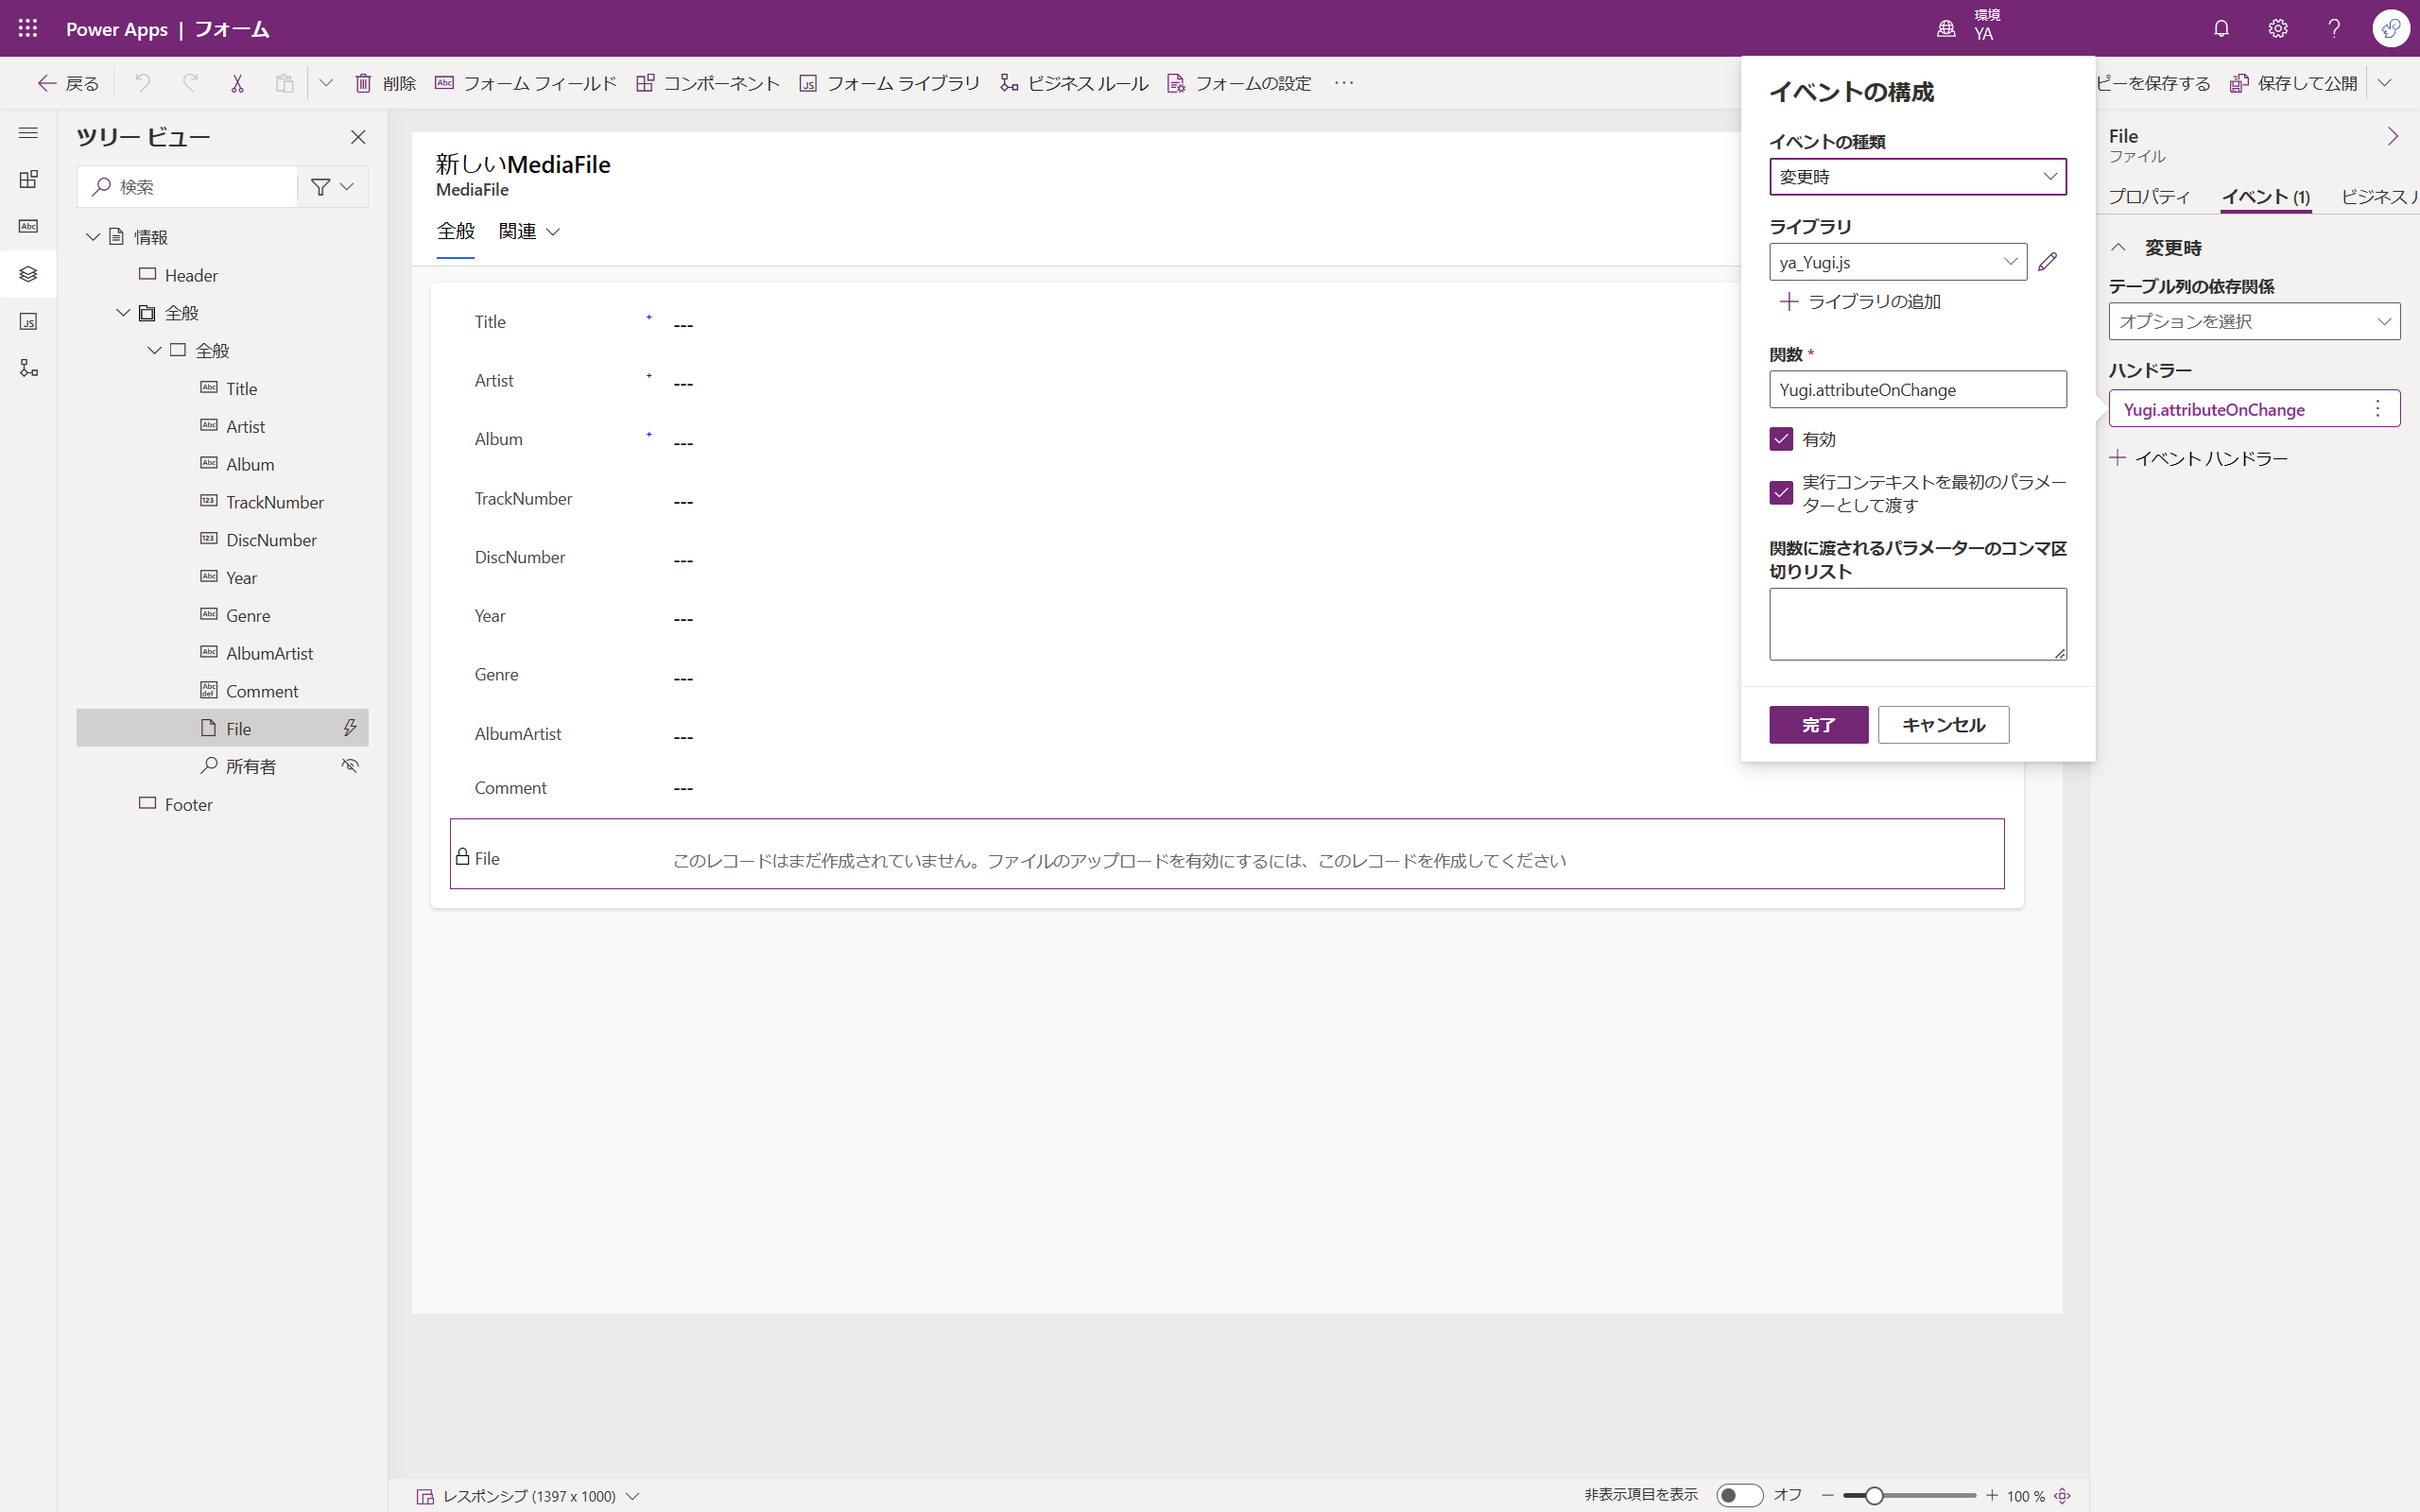 Power Apps | フォーム
環境
YA
戻る
削除
フォーム フィールド
コンポーネント
フォーム ライブラリ
ビジネス ルール
フォームの設定
ピーを保存する
保存して公開
ツリー ビュー
検索
情報
Header
全般
全般
Title
Artist
Album
TrackNumber
DiscNumber
Year
Genre
AlbumArtist
Comment
File
所有者
Footer
新しいMediaFile
MediaFile
全般
関連
Title
---
Artist
---
Album
---
TrackNumber
---
DiscNumber
---
Year
---
Genre
---
AlbumArtist
---
Comment
---
File
このレコードはまだ作成されていません。ファイルのアップロードを有効にするには、このレコードを作成してください
イベントの構成
イベントの種類
変更時
ライブラリ
ya_Yugi.js
ライブラリの追加
関数 *
Yugi.attributeOnChange
有効
実行コンテキストを最初のパラメー
ターとして渡す
関数に渡されるパラメーターのコンマ区
切りリスト
完了
キャンセル
File
ファイル
プロパティ
イベント (1)
ビジネス
変更時
テーブル列の依存関係
オプションを選択
ハンドラー
Yugi.attributeOnChange
イベント ハンドラー
レスポンシブ (1397 x 1000)
非表示項目を表示
オフ
100 %